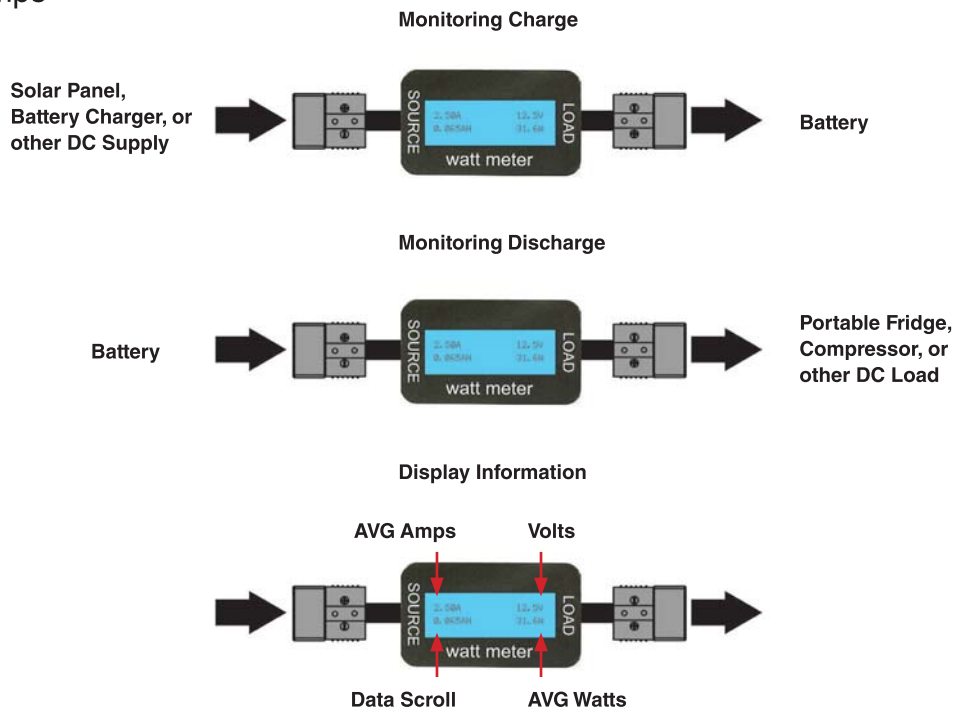 Monitoring Charge
Solar Panel,
Battery Charger, or
other DC Supply
SOURCE
2.50A 12.5V
0.065AH 31.6W
LOAD
watt meter
Battery
Monitoring Discharge
Battery
SOURCE
2.50A 12.5V
0.065AH 31.6W
LOAD
watt meter
Portable Fridge,
Compressor, or
other DC Load
Display Information
AVG Amps Volts
SOURCE
2.50A 12.5V
0.065AH 31.6W
LOAD
watt meter
Data Scroll AVG Watts